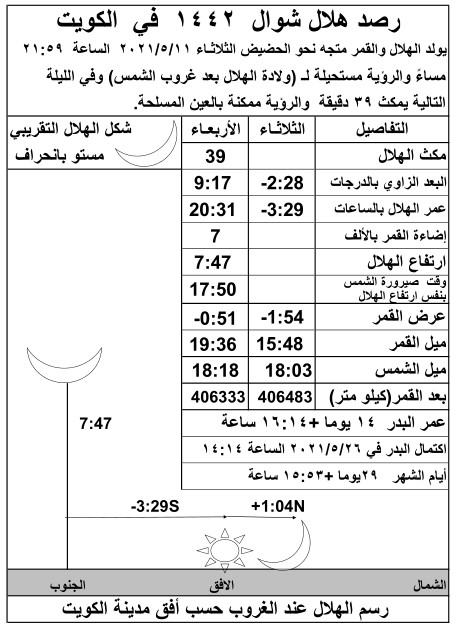 رصد هلال شوال ١٤٤٢ في الكويت
يولد الهلال والقمر متجه نحو الحضيض الثلاثاء ٢٠٢١/٥/١١ الساعة ٢١:٥٩
مساءً والرؤية مستحيلة لـ (ولادة الهلال بعد غروب الشمس) وفي الليلة
التالية يمكث ٣٩ دقيقة والرؤية ممكنة بالعين المسلحة.
التفاصيل الثلاثاء الأربعاء شكل الهلال التقريبي
مكث الهلال 39 مستو بانحراف
البعد الزاوي بالدرجات -2:28 9:17
عمر الهلال بالساعات -3:29 20:31
إضاءة القمر بالألف 7
ارتفاع الهلال 7:47
وقت صيرورة الشمس
بنفس ارتفاع الهلال 17:50
عرض القمر -1:54 -0:51
ميل القمر 15:48 19:36
ميل الشمس 18:03 18:18
بعد القمر(كيلو متر) 406483 406333
عمر البدر ١٤ يوما +١٦:١٤ ساعة
7:47
اكتمال البدر في ٢٠٢١/٥/٢٦ الساعة ١٤:١٤
أيام الشهر ٢٩يوما +١٥:٥٣ ساعة
+1:04N -3:29S
الشمال الافق الجنوب
رسم الهلال عند الغروب حسب أفق مدينة الكويت